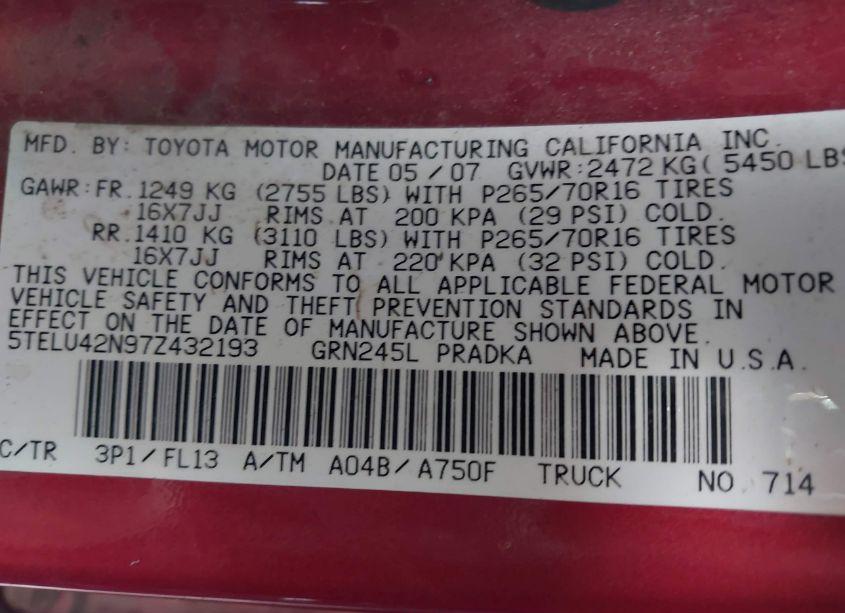 MFD. BY: TOYOTA MOTOR MANUFACTURING CALIFORNIA INC.
DATE 05 / 07 GVWR: 2472 KG ( 5450 LBS
GAWR: FR. 1249 KG (2755 LBS) WITH P265/70R16 TIRES
16X7JJ RIMS AT 200 KPA (29 PSI) COLD.
RR. 1410 KG (3110 LBS) WITH P265/70R16 TIRES
16X7JJ RIMS AT 220 KPA (32 PSI) COLD.
THIS VEHICLE CONFORMS TO ALL APPLICABLE FEDERAL MOTOR
VEHICLE SAFETY AND THEFT PREVENTION STANDARDS IN
EFFECT ON THE DATE OF MANUFACTURE SHOWN ABOVE.
5TELU42N97Z432193 GRN245L PRADKA MADE IN U.S.A.
C/TR 3P1 / FL13 A/TM A04B / A750F TRUCK NO. 714